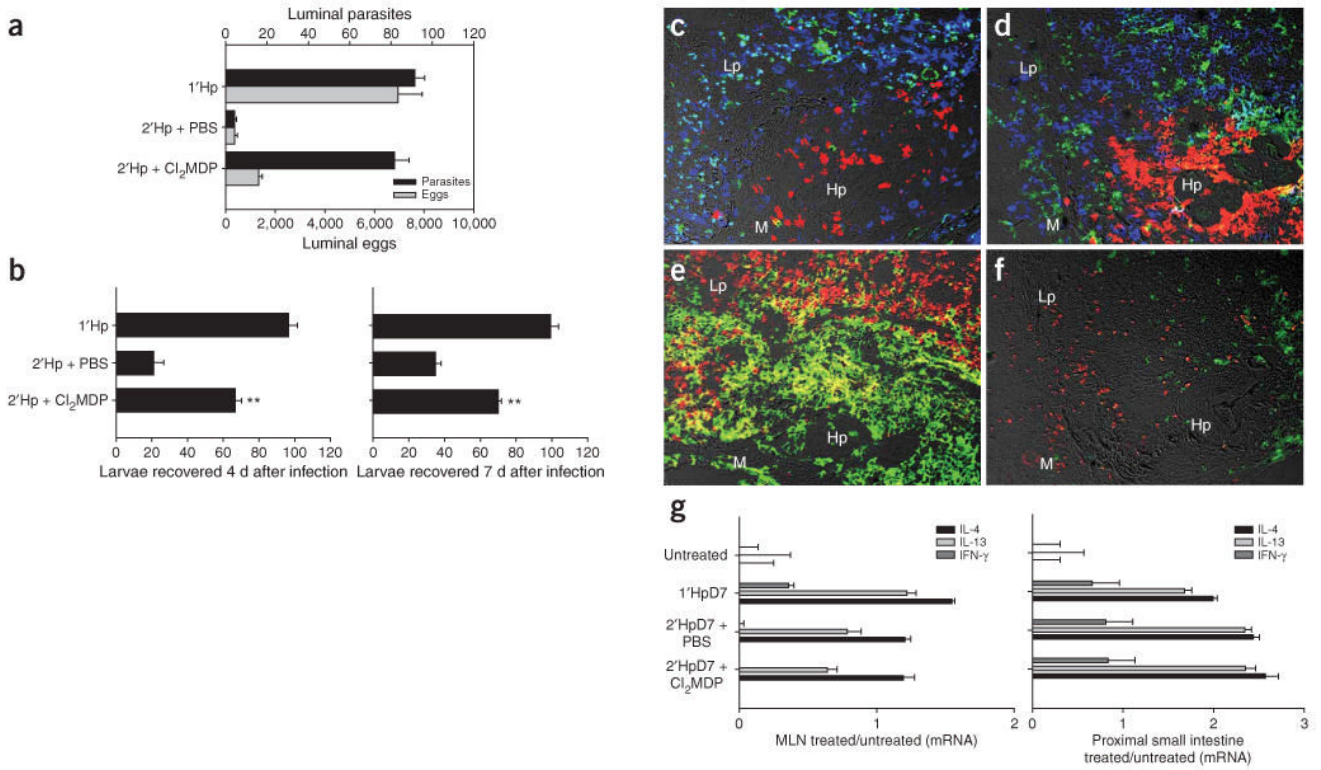 a
Luminal parasites
0 20 40 60 80 100 120
1′Hp
2′Hp + PBS
2′Hp + Cl₂MDP
Parasites
Eggs
0 2,000 4,000 6,000 8,000 10,000
Luminal eggs
b
1′Hp
2′Hp + PBS
2′Hp + Cl₂MDP
**
**
0 20 40 60 80 100 120
0 20 40 60 80 100 120
Larvae recovered 4 d after infection
Larvae recovered 7 d after infection
c
Lp
Hp
M
d
Lp
Hp
M
e
Lp
Hp
M
f
Lp
Hp
M
g
IL-4
IL-13
IFN-γ
IL-4
IL-13
IFN-γ
Untreated
1′HpD7
2′HpD7 +
PBS
2′HpD7 +
Cl₂MDP
0 1 2
MLN treated/untreated (mRNA)
0 1 2 3
Proximal small intestine
treated/untreated (mRNA)